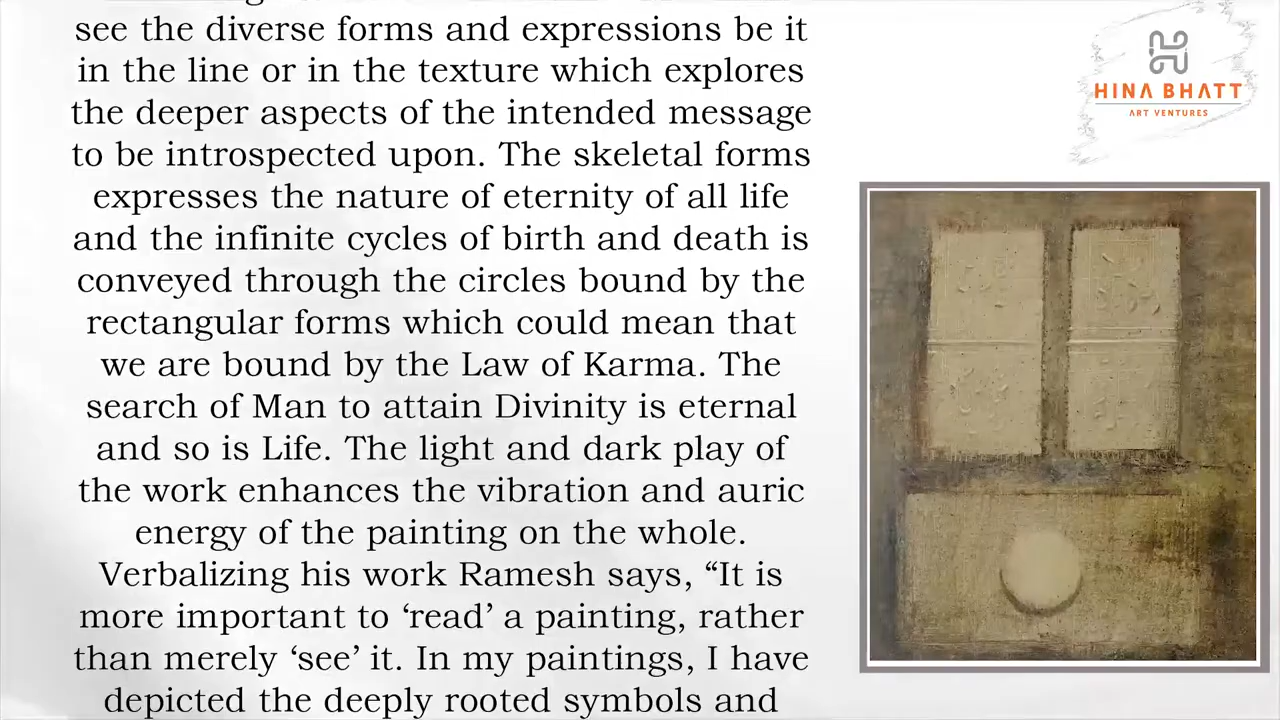 see the diverse forms and expressions be it
in the line or in the texture which explores
the deeper aspects of the intended message
to be introspected upon. The skeletal forms
expresses the nature of eternity of all life
and the infinite cycles of birth and death is
conveyed through the circles bound by the
rectangular forms which could mean that
we are bound by the Law of Karma. The
search of Man to attain Divinity is eternal
and so is Life. The light and dark play of
the work enhances the vibration and auric
energy of the painting on the whole.
Verbalizing his work Ramesh says, “It is
more important to ‘read’ a painting, rather
than merely ‘see’ it. In my paintings, I have
depicted the deeply rooted symbols and
HINA BHATT
ART VENTURES